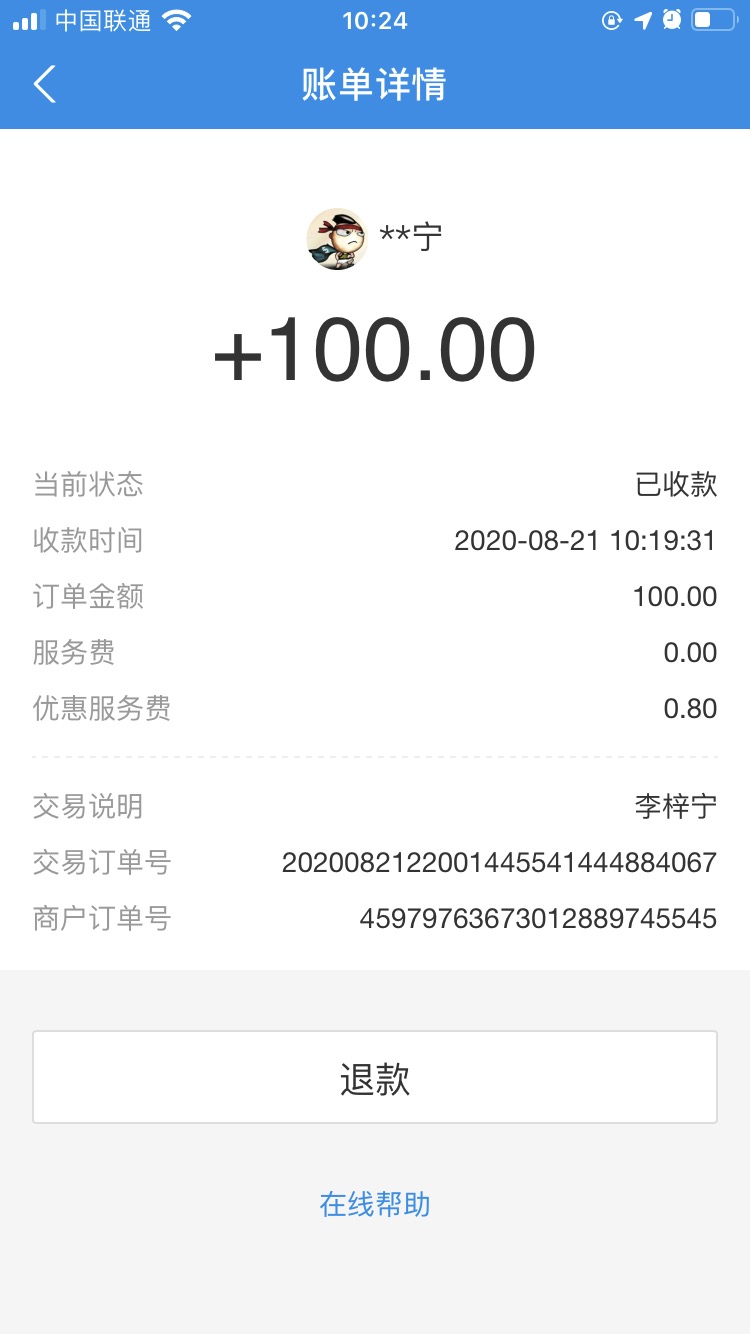 中国联通 10:24
账单详情
**宁
+100.00
当前状态 已收款
收款时间 2020-08-21 10:19:31
订单金额 100.00
服务费 0.00
优惠服务费 0.80
交易说明 李梓宁
交易订单号 2020082122001445541444884067
商户订单号 45979763673012889745545
退款
在线帮助